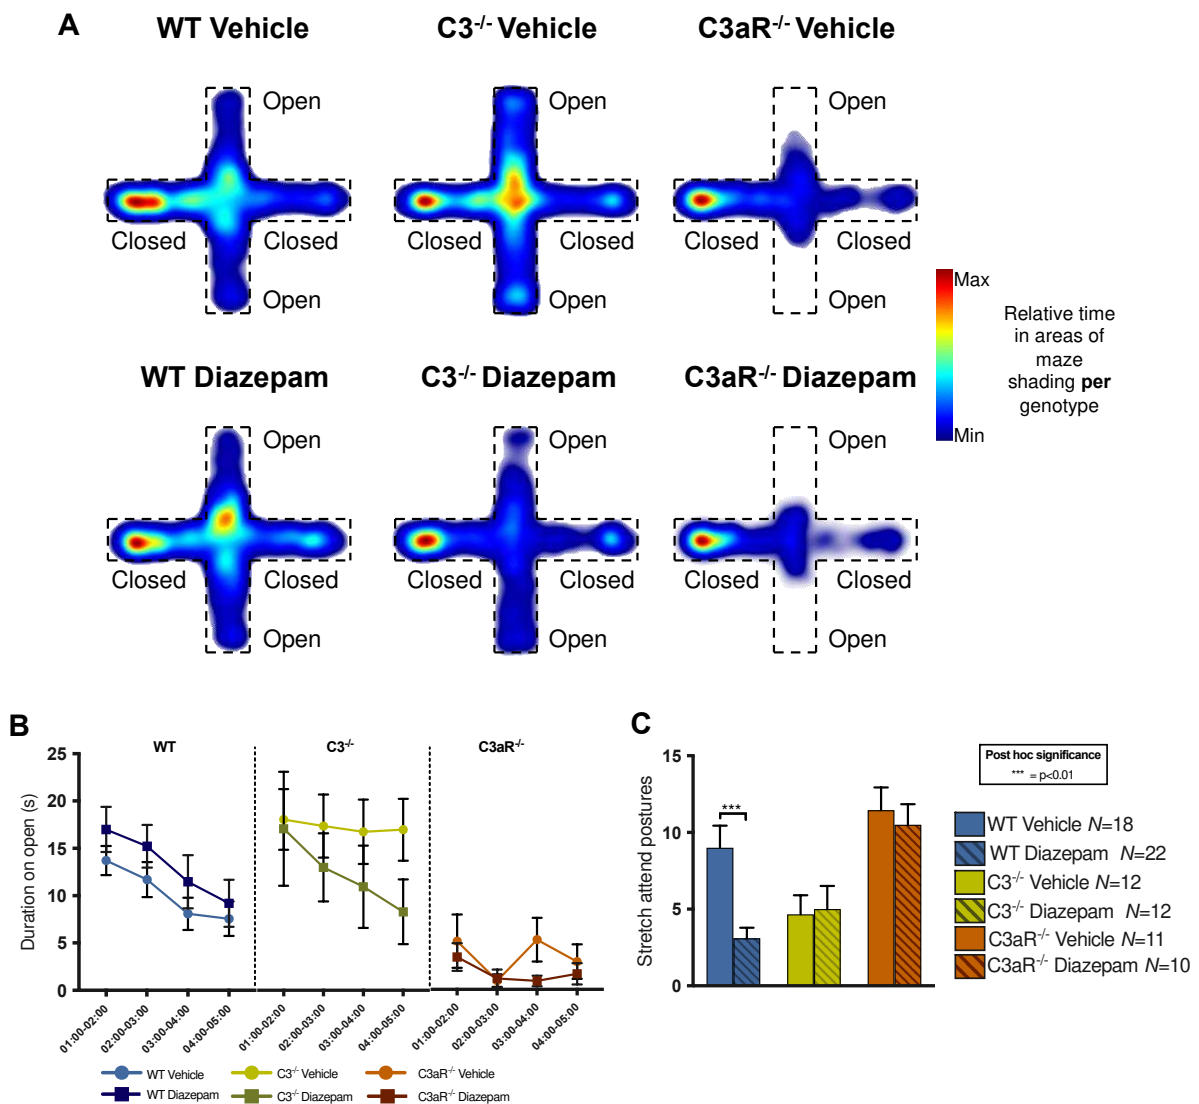 A
WT Vehicle
C3-/- Vehicle
C3aR-/- Vehicle
Open
Open
Open
Closed
Closed
Closed
Closed
Closed
Closed
Open
Open
Open
Max
Min
Relative time
in areas of
maze
shading per
genotype
WT Diazepam
C3-/- Diazepam
C3aR-/- Diazepam
Open
Open
Open
Closed
Closed
Closed
Closed
Closed
Closed
Open
Open
Open
B
WT
C3-/-
C3aR-/-
Duration on open (s)
25
20
15
10
5
0
01:00-02:00
02:00-03:00
03:00-04:00
04:00-05:00
01:00-02:00
02:00-03:00
03:00-04:00
04:00-05:00
01:00-02:00
02:00-03:00
03:00-04:00
04:00-05:00
WT Vehicle
C3-/- Vehicle
C3aR-/- Vehicle
WT Diazepam
C3-/- Diazepam
C3aR-/- Diazepam
C
Stretch attend postures
15
10
5
0
***
Post hoc significance
*** = p<0.01
WT Vehicle N=18
WT Diazepam N=22
C3-/- Vehicle N=12
C3-/- Diazepam N=12
C3aR-/- Vehicle N=11
C3aR-/- Diazepam N=10